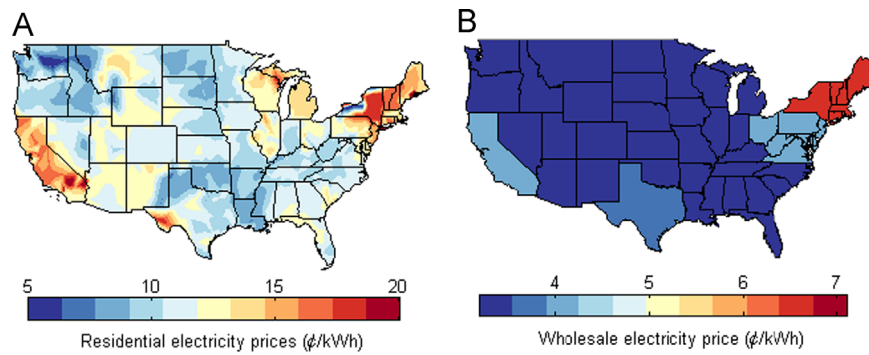 A
B
5 10 15 20
Residential electricity prices (¢/kWh)
4 5 6 7
Wholesale electricity price (¢/kWh)